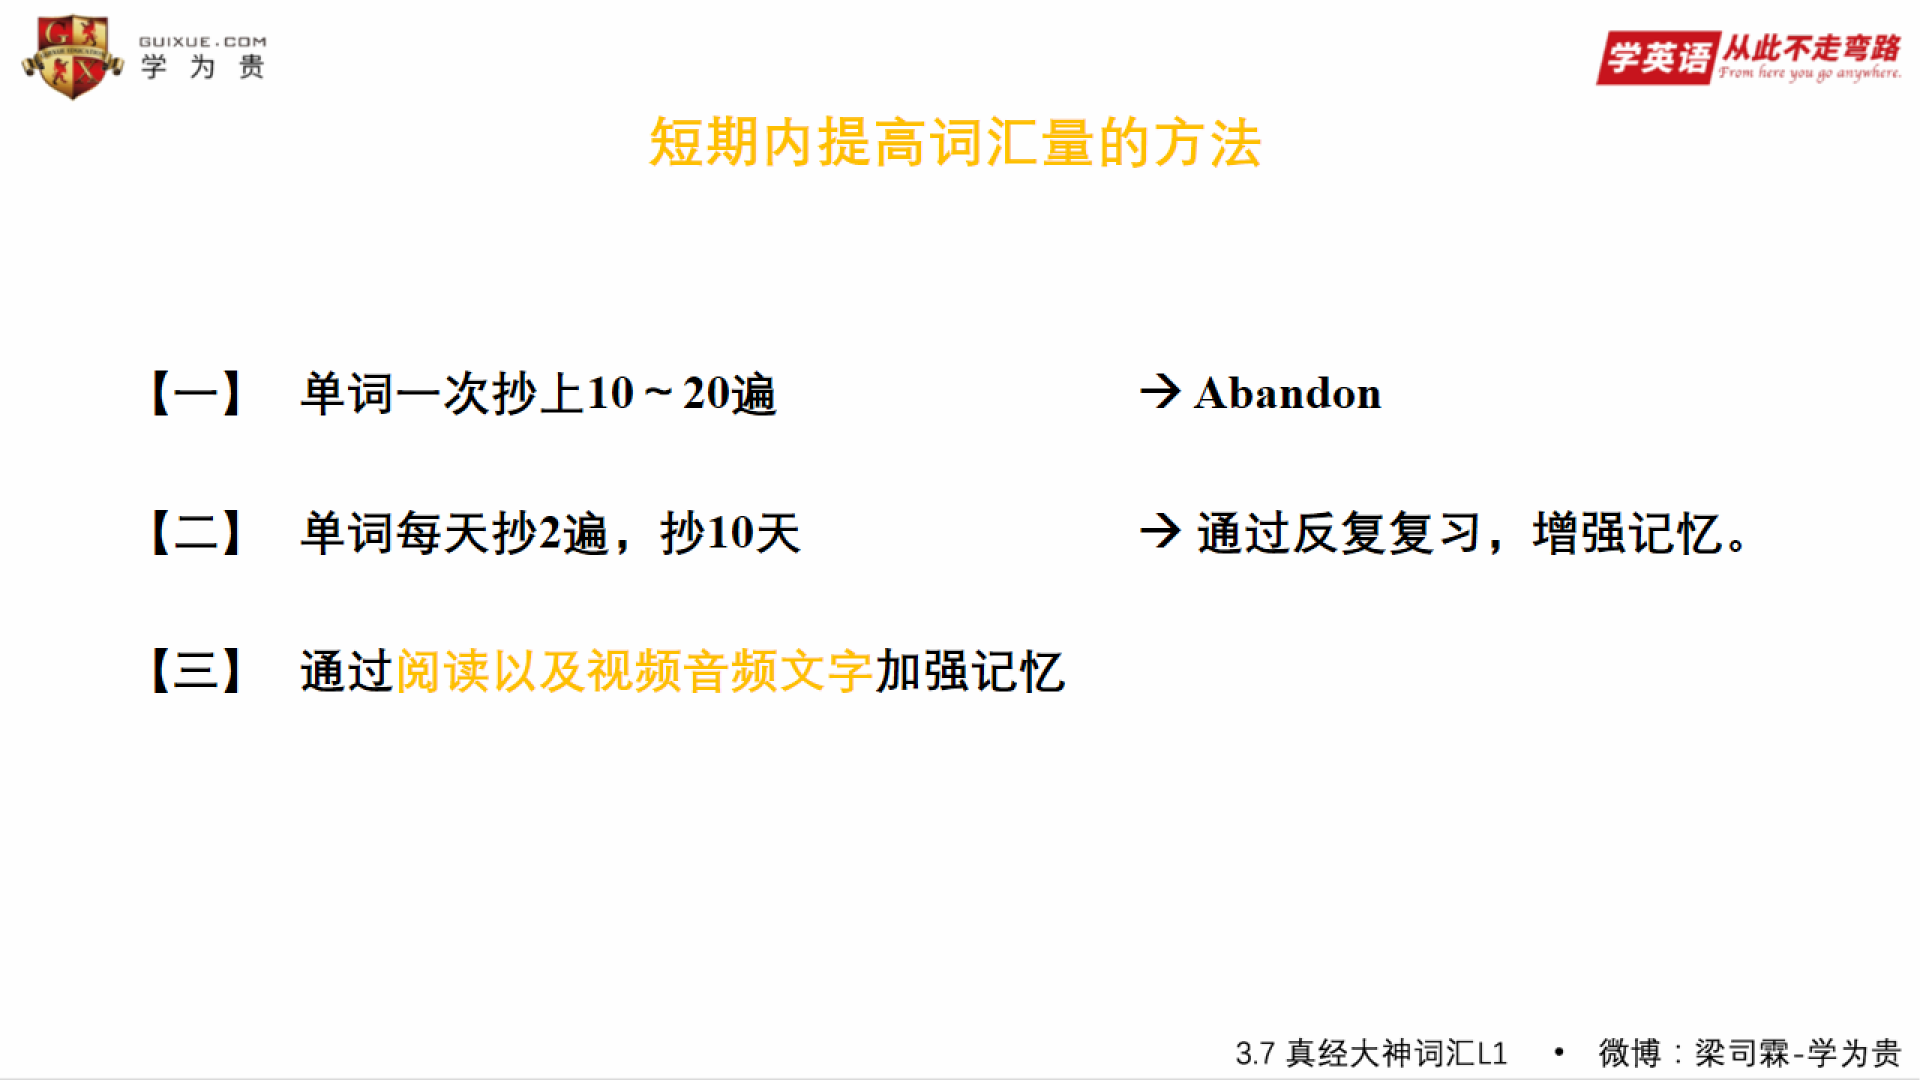 GUIXUE.COM
学为贵
学英语 从此不走弯路
From here you go anywhere.
短期内提高词汇量的方法
【一】 单词一次抄上10~20遍 → Abandon
【二】 单词每天抄2遍，抄10天 → 通过反复复习，增强记忆。
【三】 通过阅读以及视频音频文字加强记忆
3.7 真经大神词汇L1 • 微博：梁司霖-学为贵